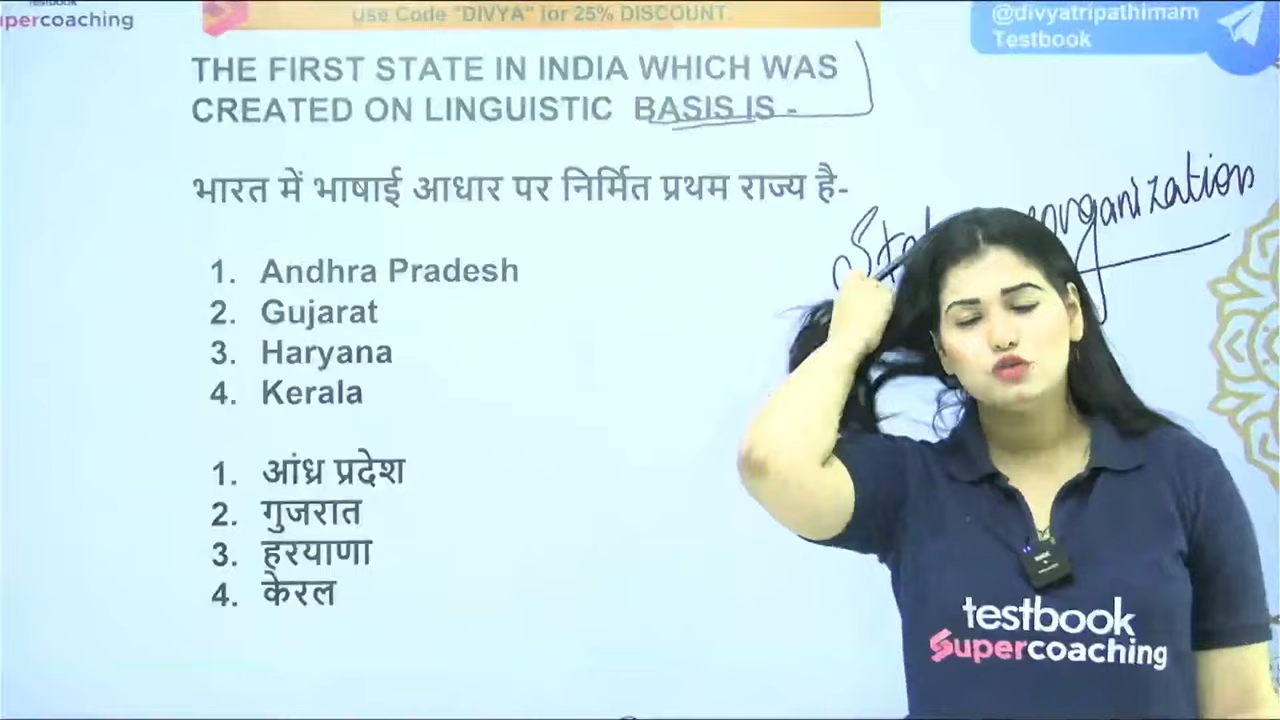 testbook
upercoaching
Use Code "DIVYA" for 25% DISCOUNT.
@divyatripathimam
Testbook
THE FIRST STATE IN INDIA WHICH WAS
CREATED ON LINGUISTIC BASIS IS -
भारत में भाषाई आधार पर निर्मित प्रथम राज्य है-
1. Andhra Pradesh
2. Gujarat
3. Haryana
4. Kerala
1. आंध्र प्रदेश
2. गुजरात
3. हरयाणा
4. केरल
testbook
Supercoaching